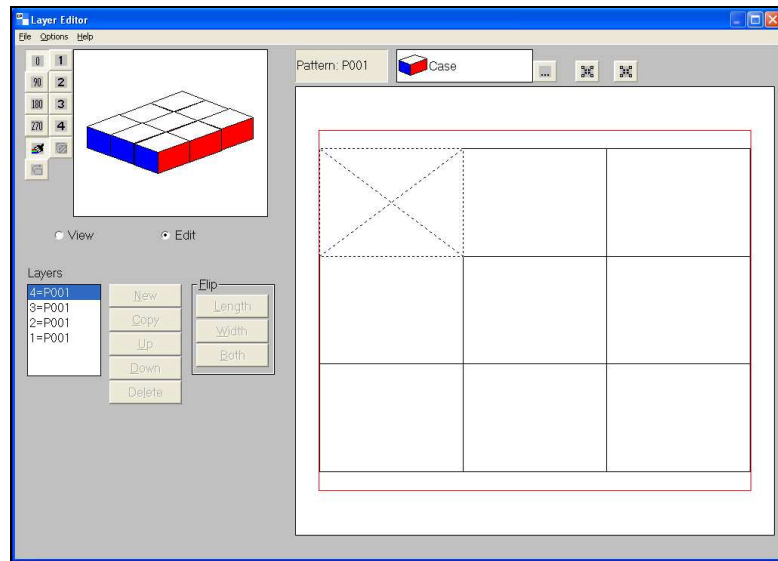 Layer Editor
File Options Help
0 1
90 2
180 3
270 4
Pattern: P001
Case
...
View
Edit
Layers
4=P001
3=P001
2=P001
1=P001
New
Copy
Up
Down
Delete
Flip
Length
Width
Both